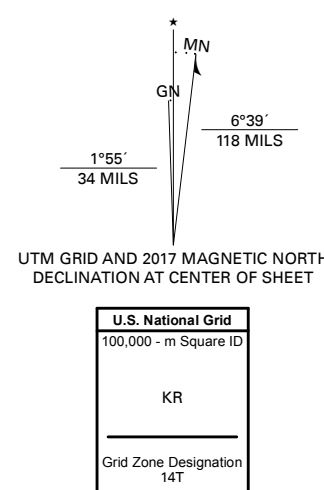 ★
MN
GN
6°39´
118 MILS
1°55´
34 MILS
UTM GRID AND 2017 MAGNETIC NORTH
DECLINATION AT CENTER OF SHEET
U.S. National Grid
100,000 - m Square ID
KR
Grid Zone Designation
14T